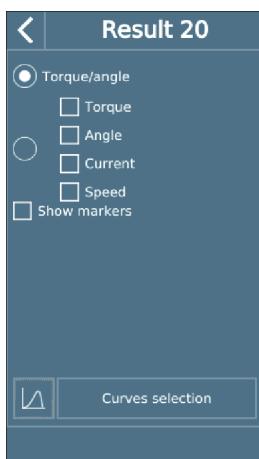 Result 20
Torque/angle
Torque
Angle
Current
Speed
Show markers
Curves selection